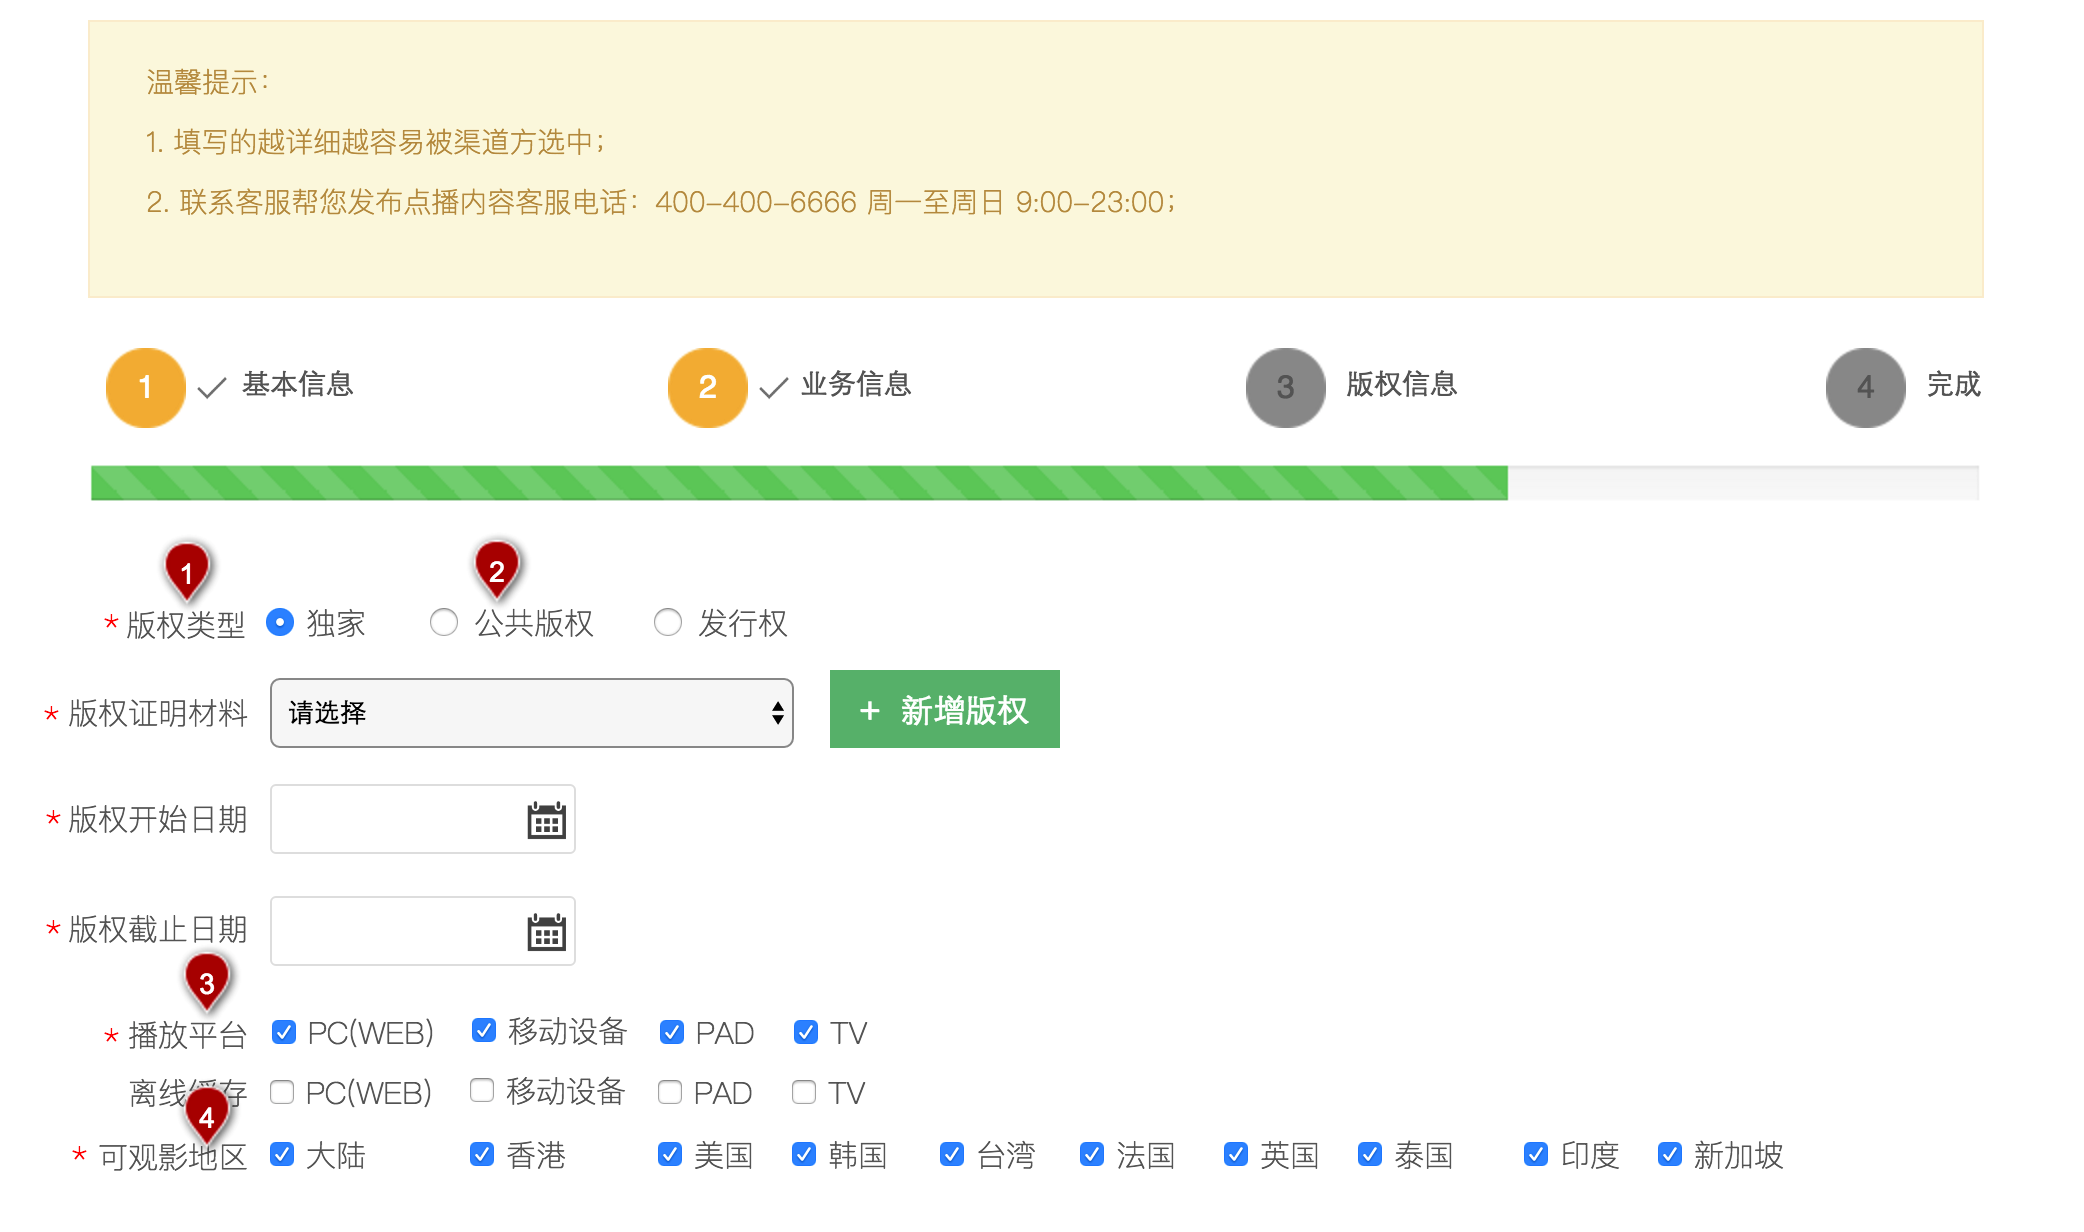 温馨提示：
1. 填写的越详细越容易被渠道方选中；
2. 联系客服帮您发布点播内容客服电话：400-400-6666 周一至周日 9:00-23:00；
1 基本信息 2 业务信息 3 版权信息 4 完成
1 2
* 版权类型 独家 公共版权 发行权
* 版权证明材料 请选择 + 新增版权
* 版权开始日期
* 版权截止日期
3
* 播放平台 PC(WEB) 移动设备 PAD TV
离线缓存 PC(WEB) 移动设备 PAD TV
4
* 可观影地区 大陆 香港 美国 韩国 台湾 法国 英国 泰国 印度 新加坡